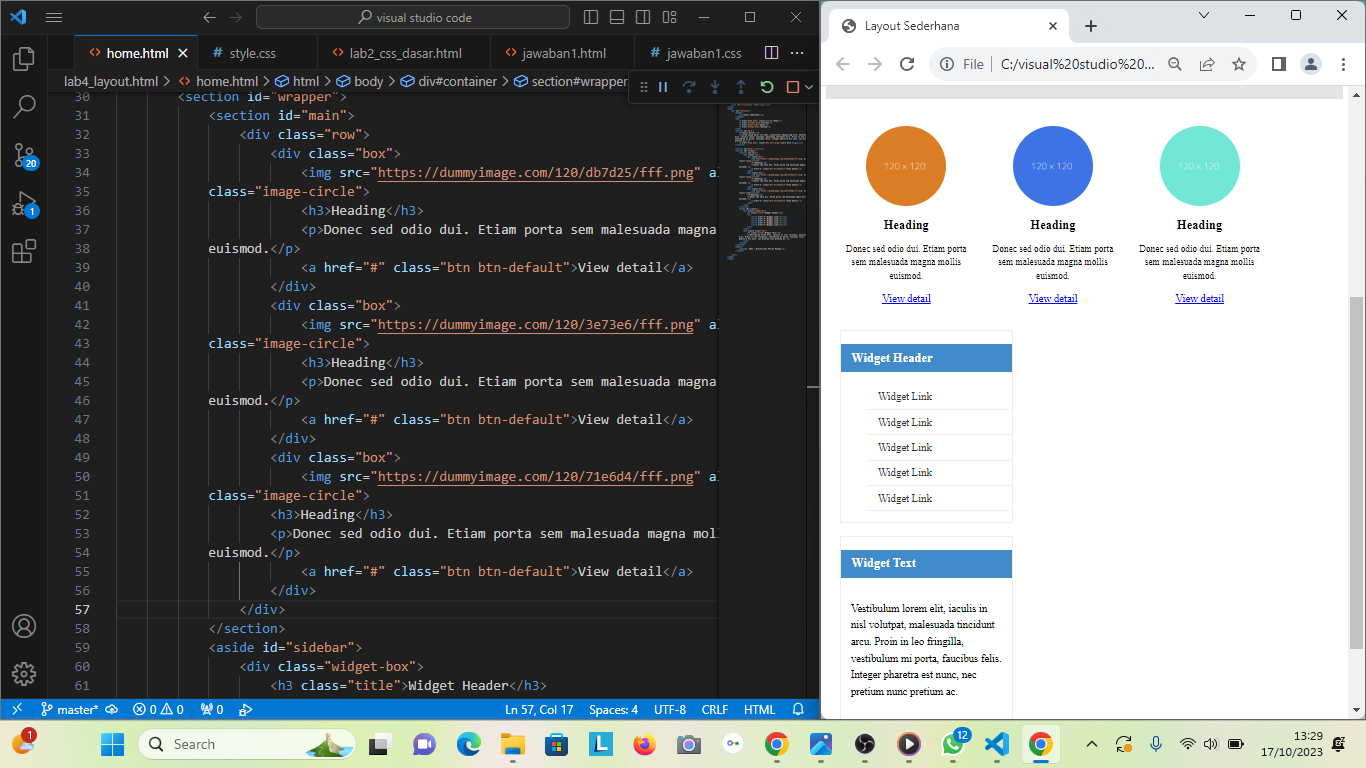 visual studio code
home.html
style.css
lab2_css_dasar.html
jawaban1.html
jawaban1.css
lab4_layout.html > home.html > html > body > div#container > section#wrapper
30 <section id="wrapper">
31 <section id="main">
32 <div class="row">
33 <div class="box">
34 <img src="https://dummyimage.com/120/db7d25/fff.png" al
35 class="image-circle">
36 <h3>Heading</h3>
37 <p>Donec sed odio dui. Etiam porta sem malesuada magna
38 euismod.</p>
39 <a href="#" class="btn btn-default">View detail</a>
40 </div>
41 <div class="box">
42 <img src="https://dummyimage.com/120/3e73e6/fff.png" al
43 class="image-circle">
44 <h3>Heading</h3>
45 <p>Donec sed odio dui. Etiam porta sem malesuada magna
46 euismod.</p>
47 <a href="#" class="btn btn-default">View detail</a>
48 </div>
49 <div class="box">
50 <img src="https://dummyimage.com/120/71e6d4/fff.png" al
51 class="image-circle">
52 <h3>Heading</h3>
53 <p>Donec sed odio dui. Etiam porta sem malesuada magna mol
54 euismod.</p>
55 <a href="#" class="btn btn-default">View detail</a>
56 </div>
57 </div>
58 </section>
59 <aside id="sidebar">
60 <div class="widget-box">
61 <h3 class="title">Widget Header</h3>
20
1
master* 0 0 0 Ln 57, Col 17 Spaces: 4 UTF-8 CRLF HTML
Layout Sederhana
File | C:/visual%20studio%20...
120 × 120
120 × 120
120 × 120
Heading
Donec sed odio dui. Etiam porta
sem malesuada magna mollis
euismod.
View detail
Heading
Donec sed odio dui. Etiam porta
sem malesuada magna mollis
euismod.
View detail
Heading
Donec sed odio dui. Etiam porta
sem malesuada magna mollis
euismod.
View detail
Widget Header
Widget Link
Widget Link
Widget Link
Widget Link
Widget Link
Widget Text
Vestibulum lorem elit, iaculis in
nisl volutpat, malesuada tincidunt
arcu. Proin in leo fringilla,
vestibulum mi porta, faucibus felis.
Integer pharetra est nunc, nec
pretium nunc pretium ac.
1
Search
L
12
13:29
17/10/2023